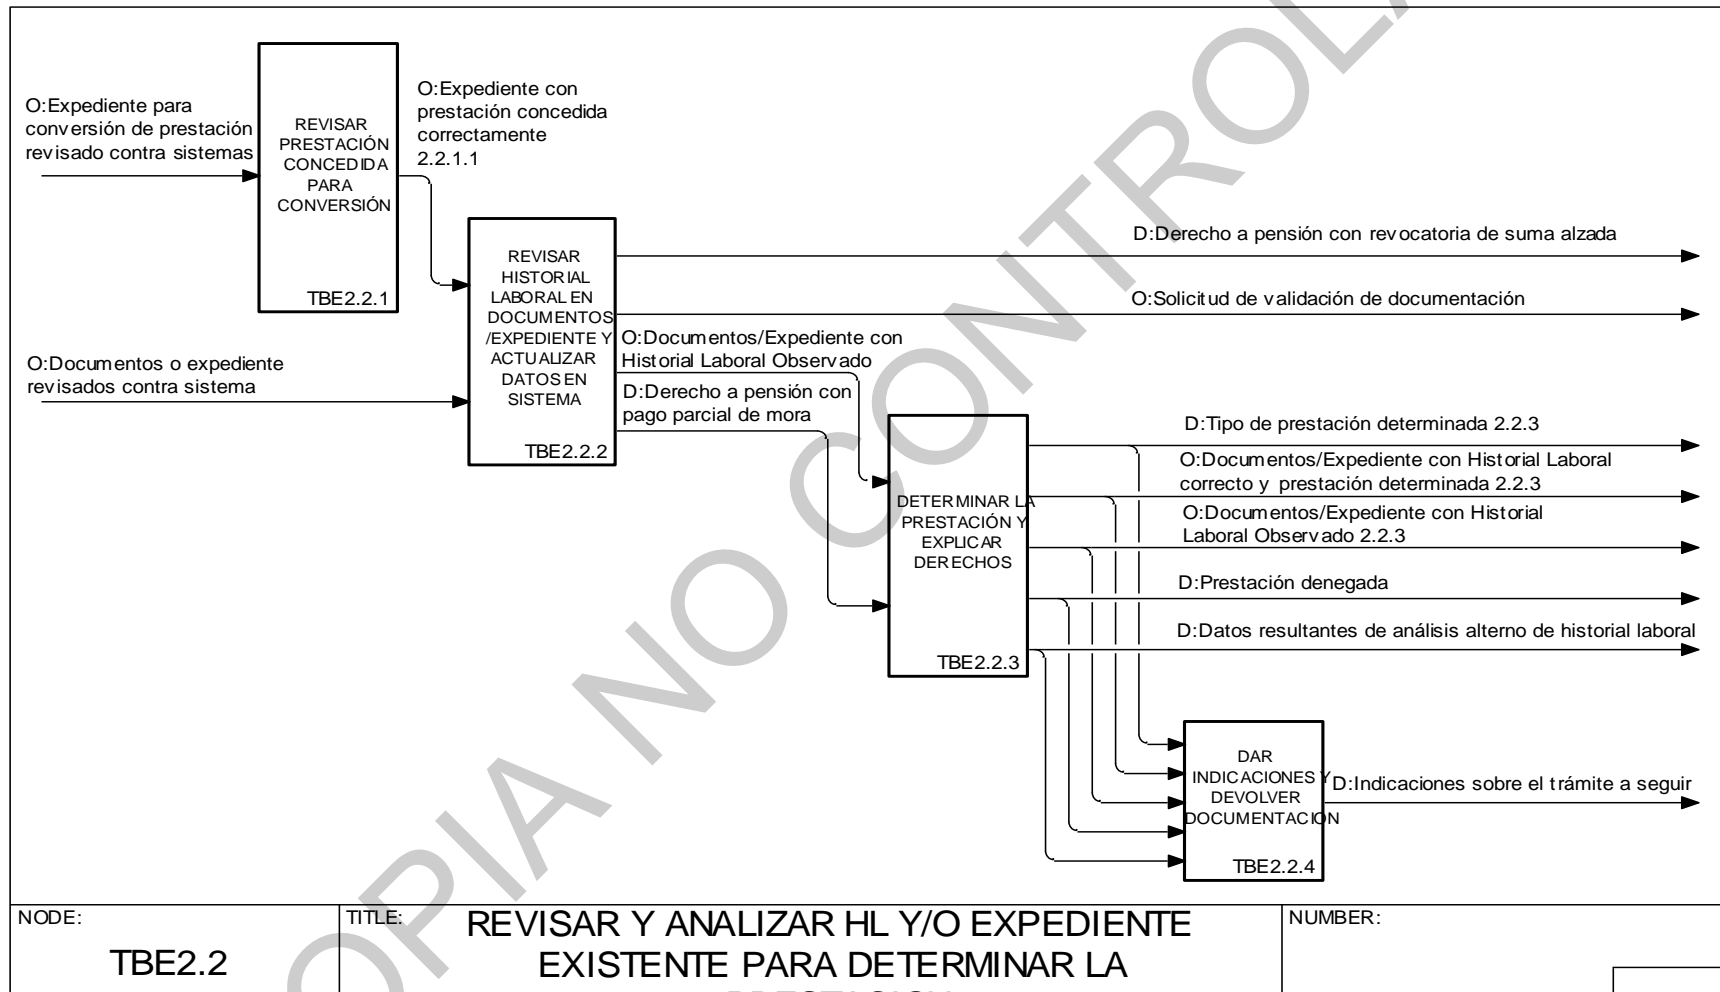 O:Expediente para
conversión de prestación
revisado contra sistemas
REVISAR
PRESTACIÓN
CONCEDIDA
PARA
CONVERSIÓN
TBE2.2.1
O:Expediente con
prestación concedida
correctamente
2.2.1.1
O:Documentos o expediente
revisados contra sistema
REVISAR
HISTORIAL
LABORAL EN
DOCUMENTOS
/EXPEDIENTE Y
ACTUALIZAR
DATOS EN
SISTEMA
TBE2.2.2
D:Derecho a pensión con revocatoria de suma alzada
O:Solicitud de validación de documentación
O:Documentos/Expediente con
Historial Laboral Observado
D:Derecho a pensión con
pago parcial de mora
DETERMINAR LA
PRESTACIÓN Y
EXPLICAR
DERECHOS
TBE2.2.3
D:Tipo de prestación determinada 2.2.3
O:Documentos/Expediente con Historial Laboral
correcto y prestación determinada 2.2.3
O:Documentos/Expediente con Historial
Laboral Observado 2.2.3
D:Prestación denegada
D:Datos resultantes de análisis alterno de historial laboral
DAR
INDICACIONES Y
DEVOLVER
DOCUMENTACION
TBE2.2.4
D:Indicaciones sobre el trámite a seguir
NODE:
TBE2.2
TITLE:
REVISAR Y ANALIZAR HL Y/O EXPEDIENTE
EXISTENTE PARA DETERMINAR LA
NUMBER:
OPIA NO CONTROL